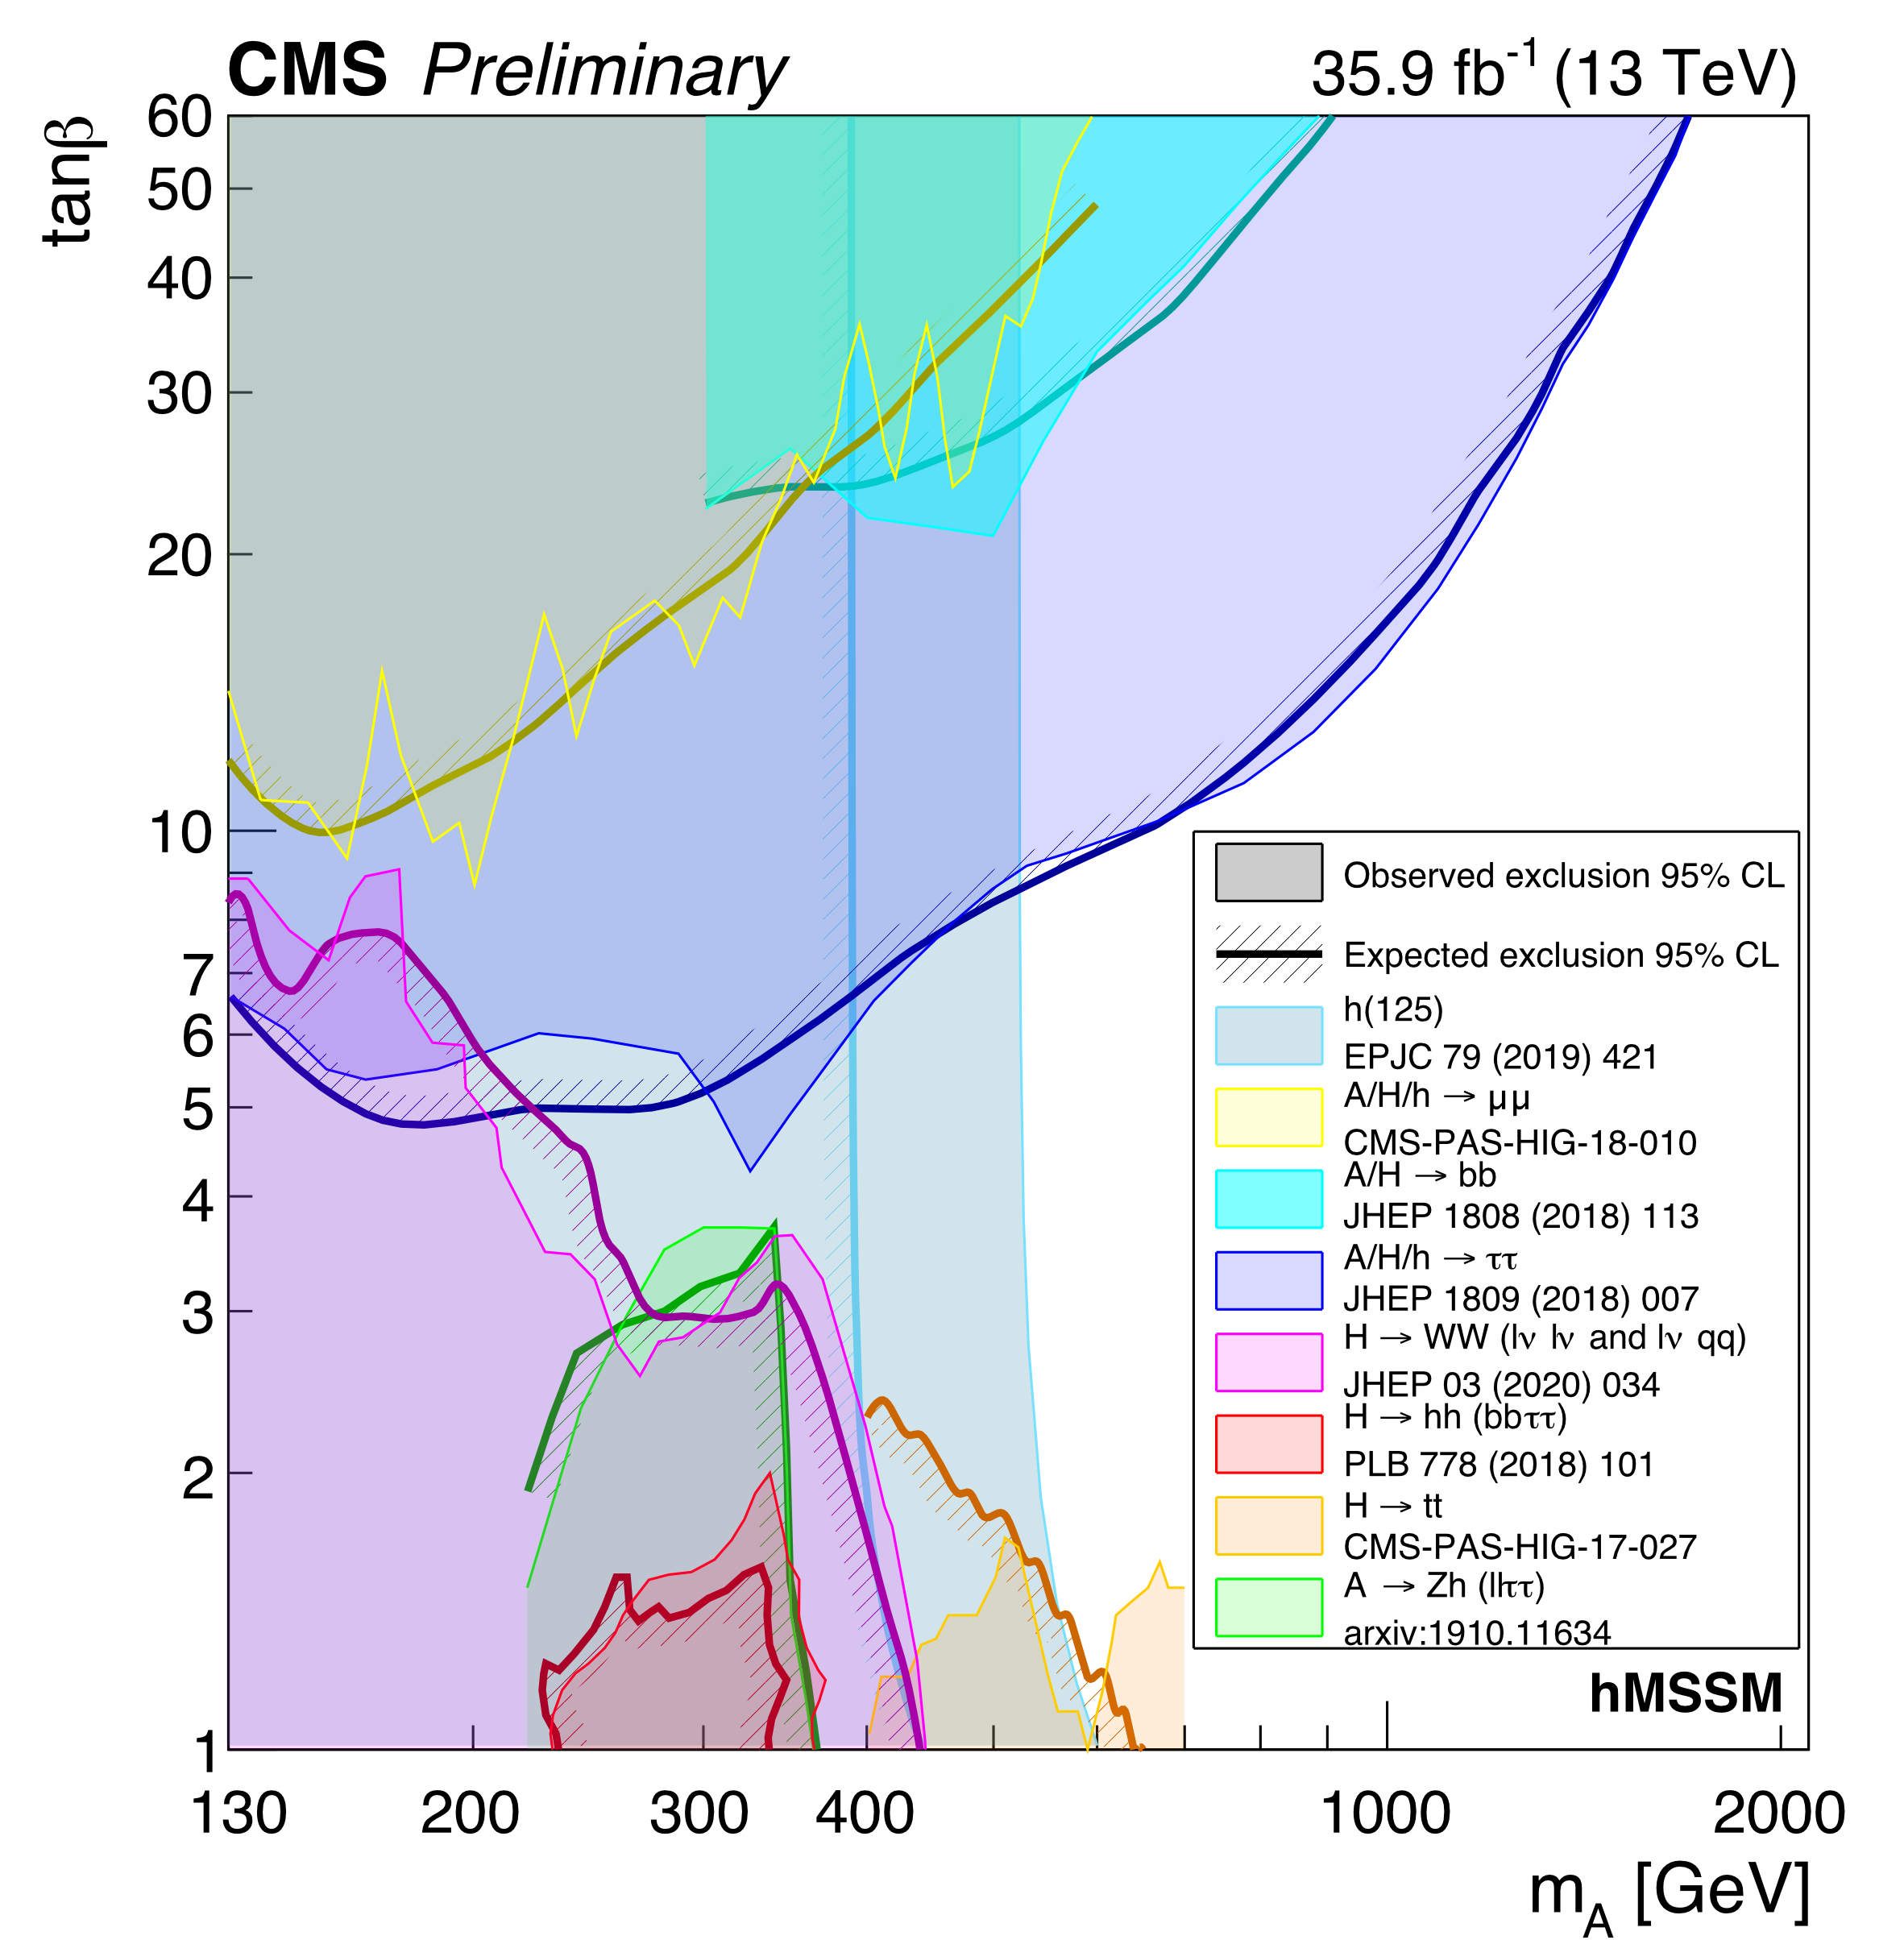 CMS Preliminary 35.9 fb⁻¹ (13 TeV)
tanβ
60
50
40
30
20
10
7
6
5
4
3
2
1
Observed exclusion 95% CL
Expected exclusion 95% CL
h(125)
EPJC 79 (2019) 421
A/H/h → μμ
CMS-PAS-HIG-18-010
A/H → bb
JHEP 1808 (2018) 113
A/H/h → ττ
JHEP 1809 (2018) 007
H → WW (lν lν and lν qq)
JHEP 03 (2020) 034
H → hh (bbττ)
PLB 778 (2018) 101
H → tt
CMS-PAS-HIG-17-027
A → Zh (llττ)
arxiv:1910.11634
hMSSM
130 200 300 400 1000 2000
m_A [GeV]